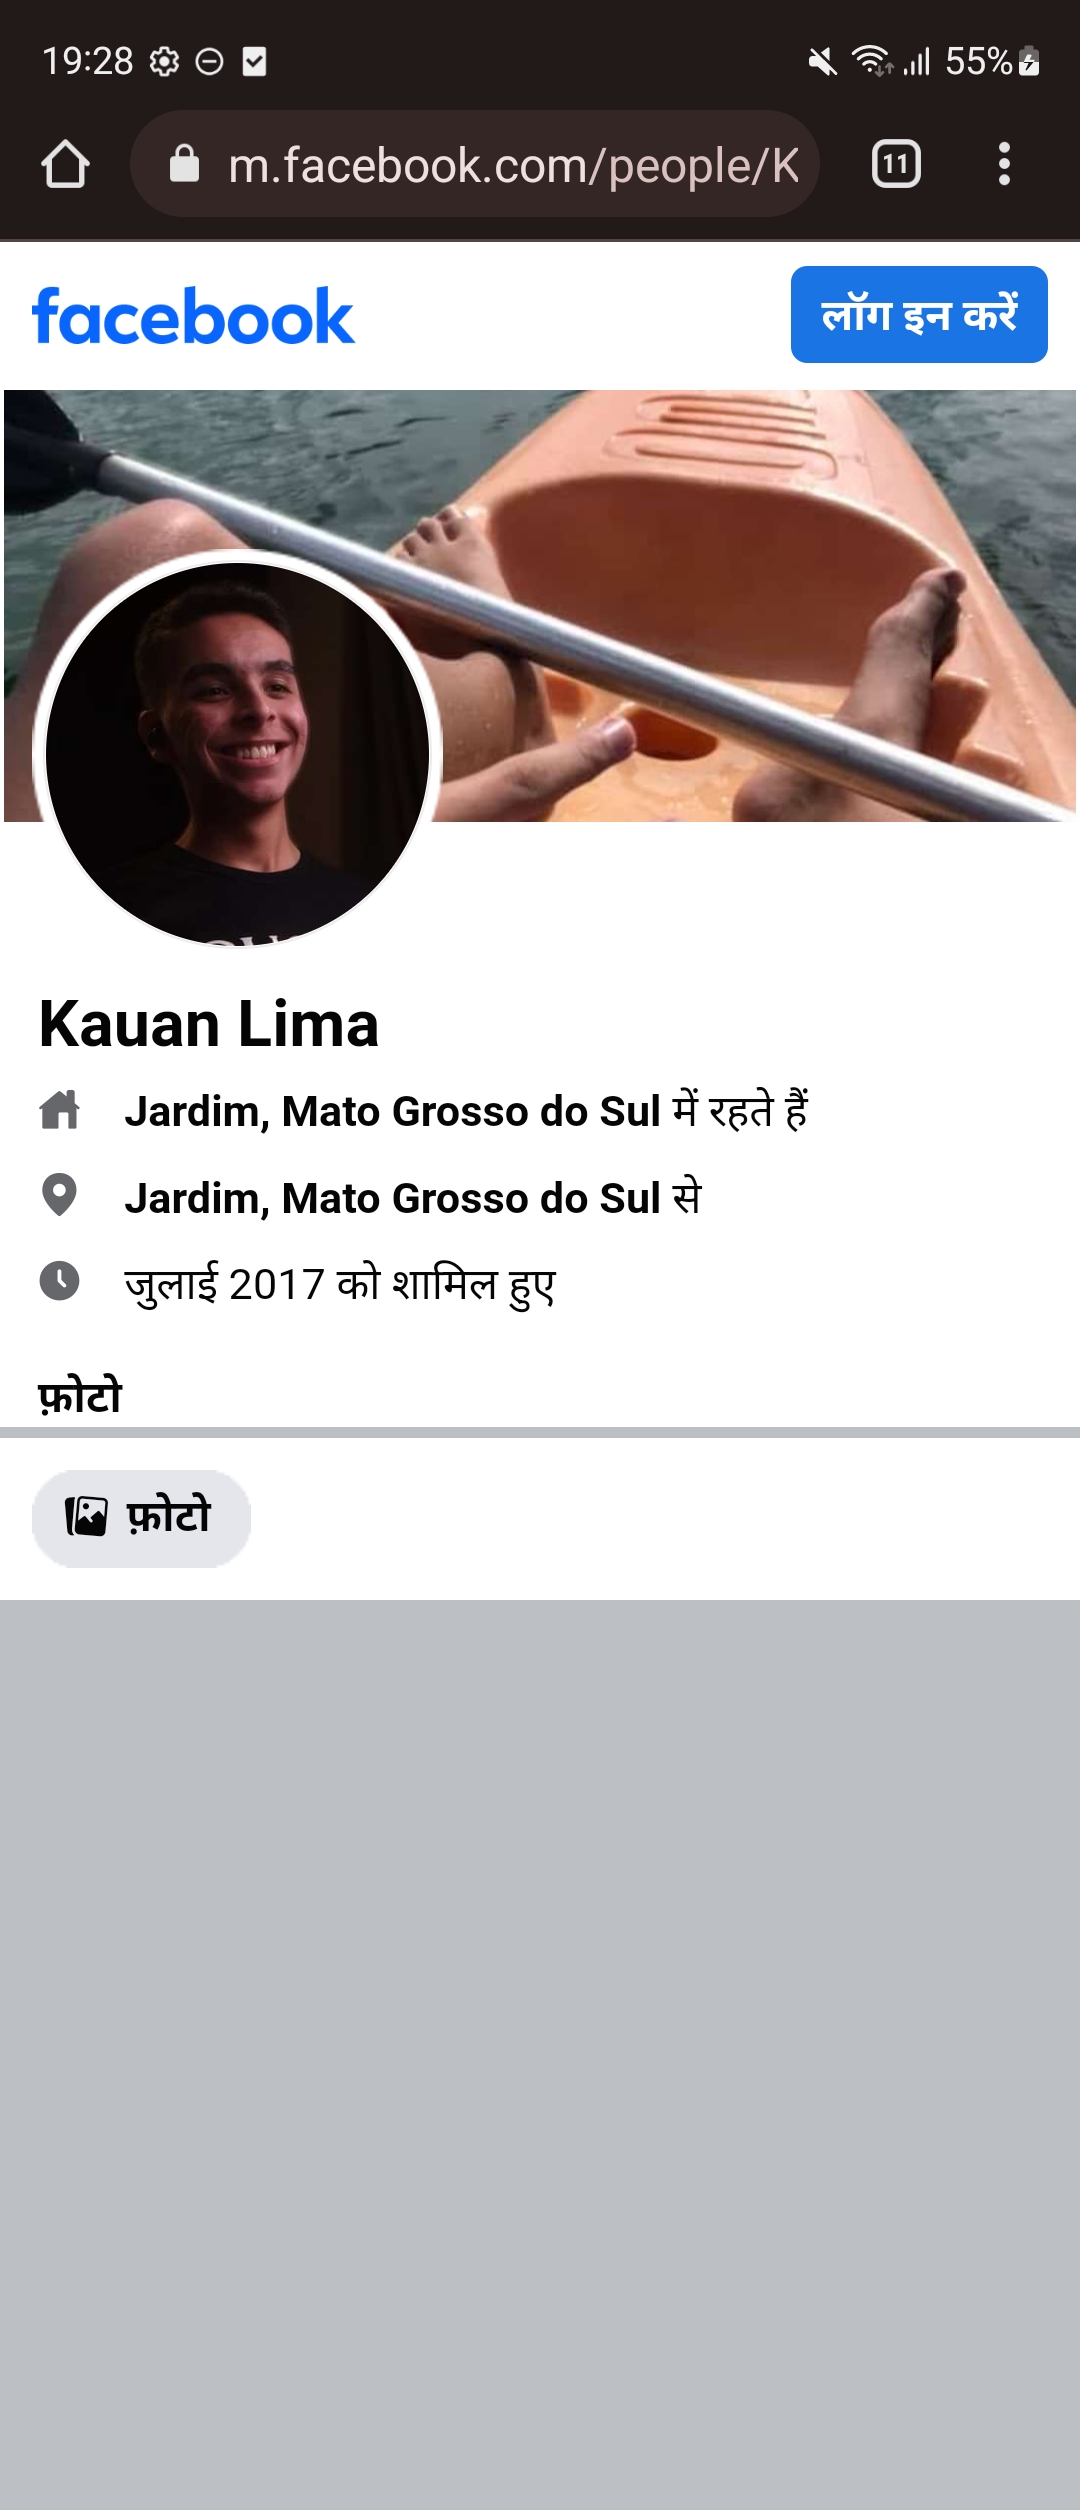 19:28 55%
m.facebook.com/people/K 11
facebook लॉग इन करें
Kauan Lima
Jardim, Mato Grosso do Sul में रहते हैं
Jardim, Mato Grosso do Sul से
जुलाई 2017 को शामिल हुए
फ़ोटो
फ़ोटो